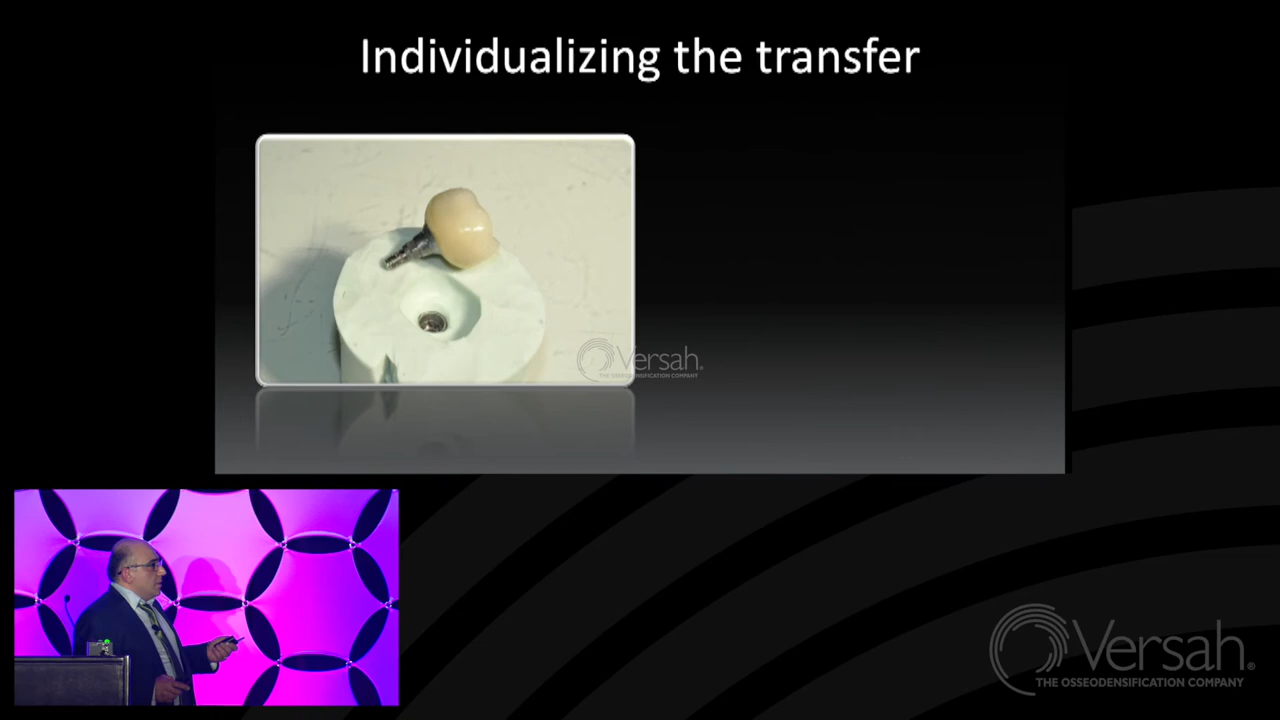 Individualizing the transfer
Versah®
THE OSSEODENSIFICATION COMPANY
Versah®
THE OSSEODENSIFICATION COMPANY